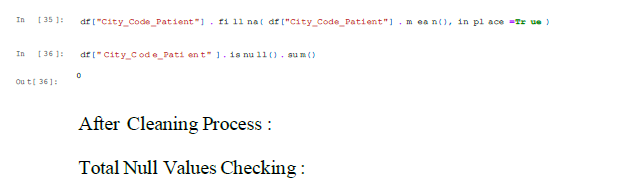 In [35]: df["City_Code_Patient"].fillna(df["City_Code_Patient"].mean(), inplace=True)
In [36]: df["City_Code_Patient"].isnull().sum()
Out[36]: 0
After Cleaning Process :
Total Null Values Checking :